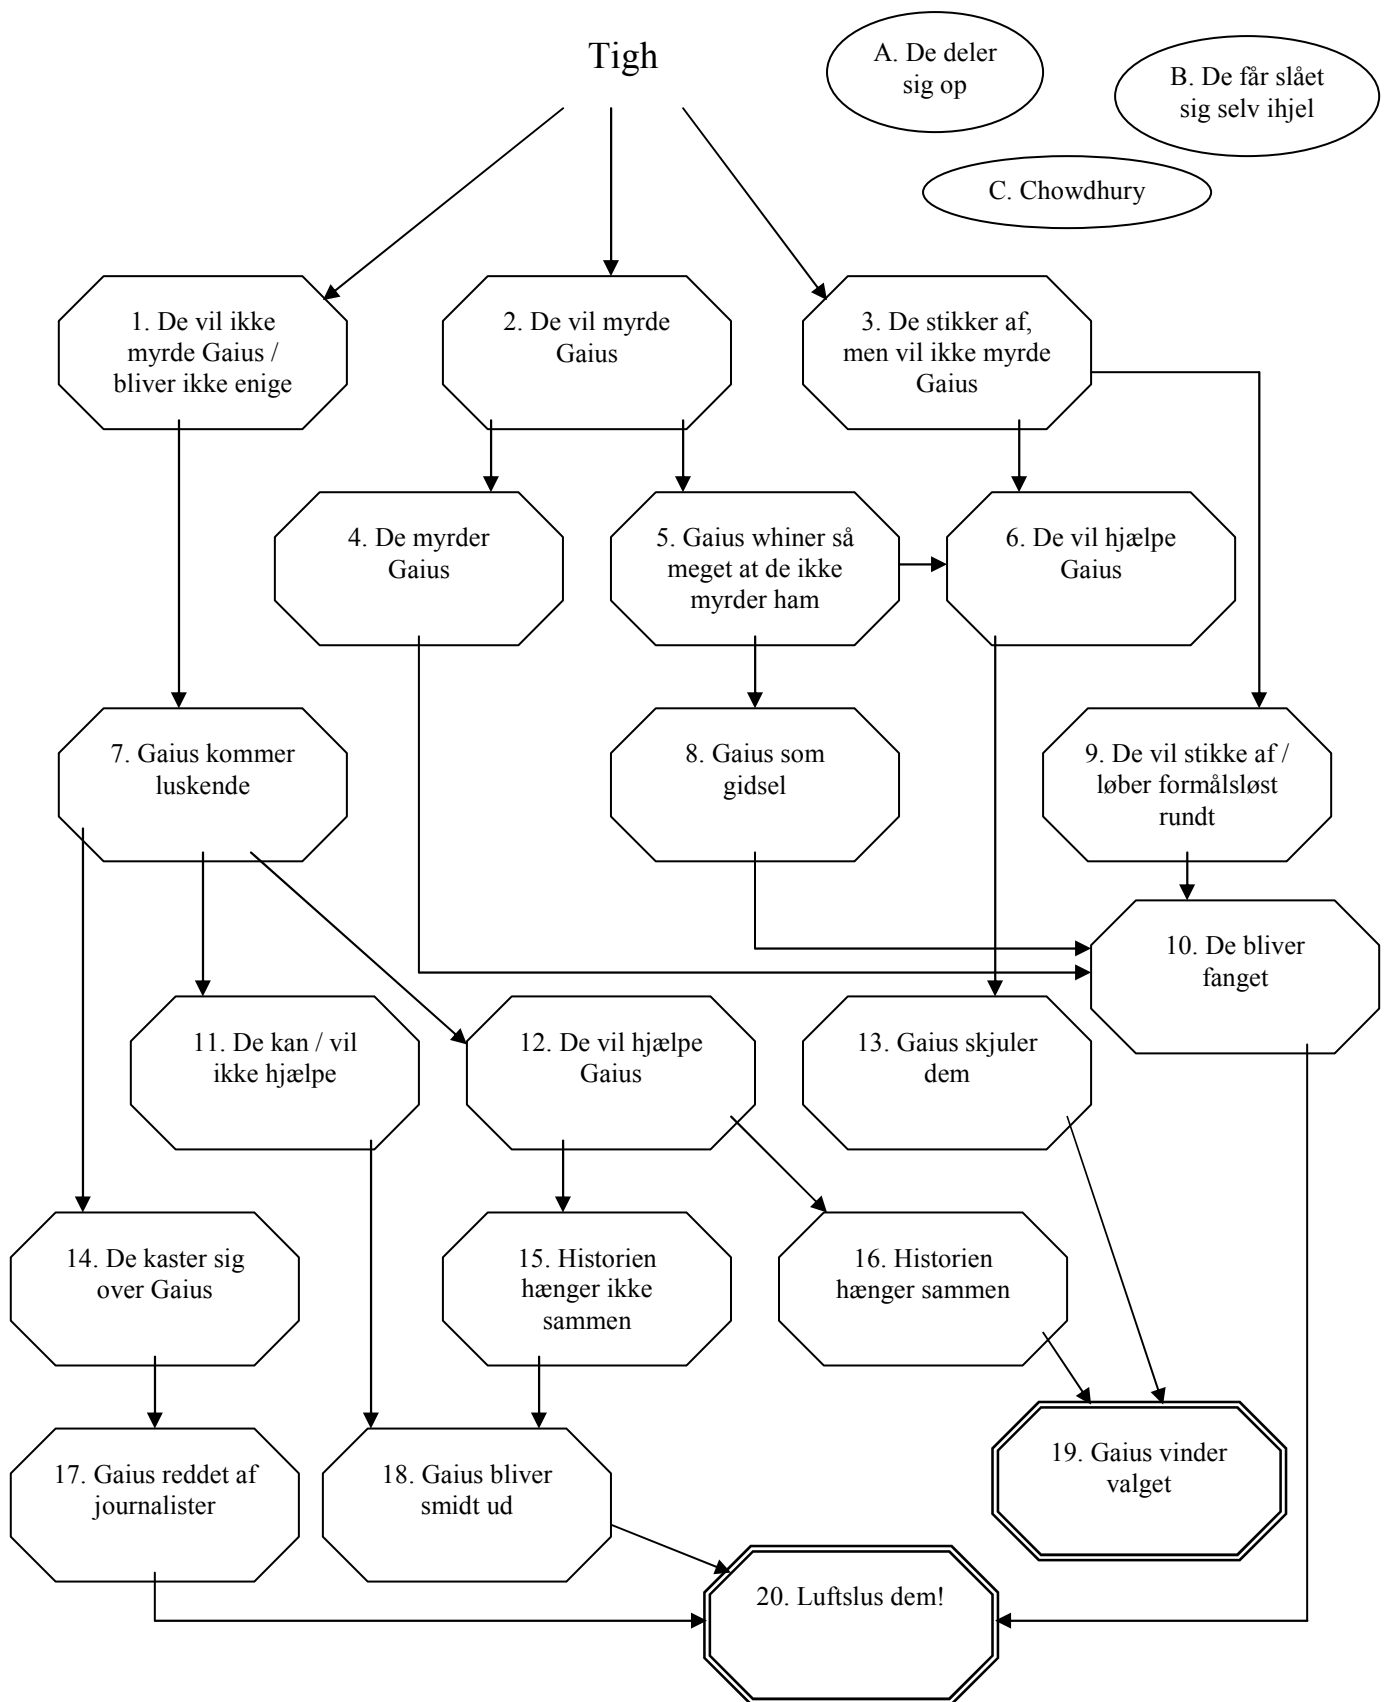 Tigh
A. De deler
sig op
B. De får slået
sig selv ihjel
C. Chowdhury
1. De vil ikke
myrde Gaius /
bliver ikke enige
2. De vil myrde
Gaius
3. De stikker af,
men vil ikke myrde
Gaius
4. De myrder
Gaius
5. Gaius whiner så
meget at de ikke
myrder ham
6. De vil hjælpe
Gaius
7. Gaius kommer
luskende
8. Gaius som
gidsel
9. De vil stikke af /
løber formålsløst
rundt
10. De bliver
fanget
11. De kan / vil
ikke hjælpe
12. De vil hjælpe
Gaius
13. Gaius skjuler
dem
14. De kaster sig
over Gaius
15. Historien
hænger ikke
sammen
16. Historien
hænger sammen
17. Gaius reddet af
journalister
18. Gaius bliver
smidt ud
19. Gaius vinder
valget
20. Luftslus dem!